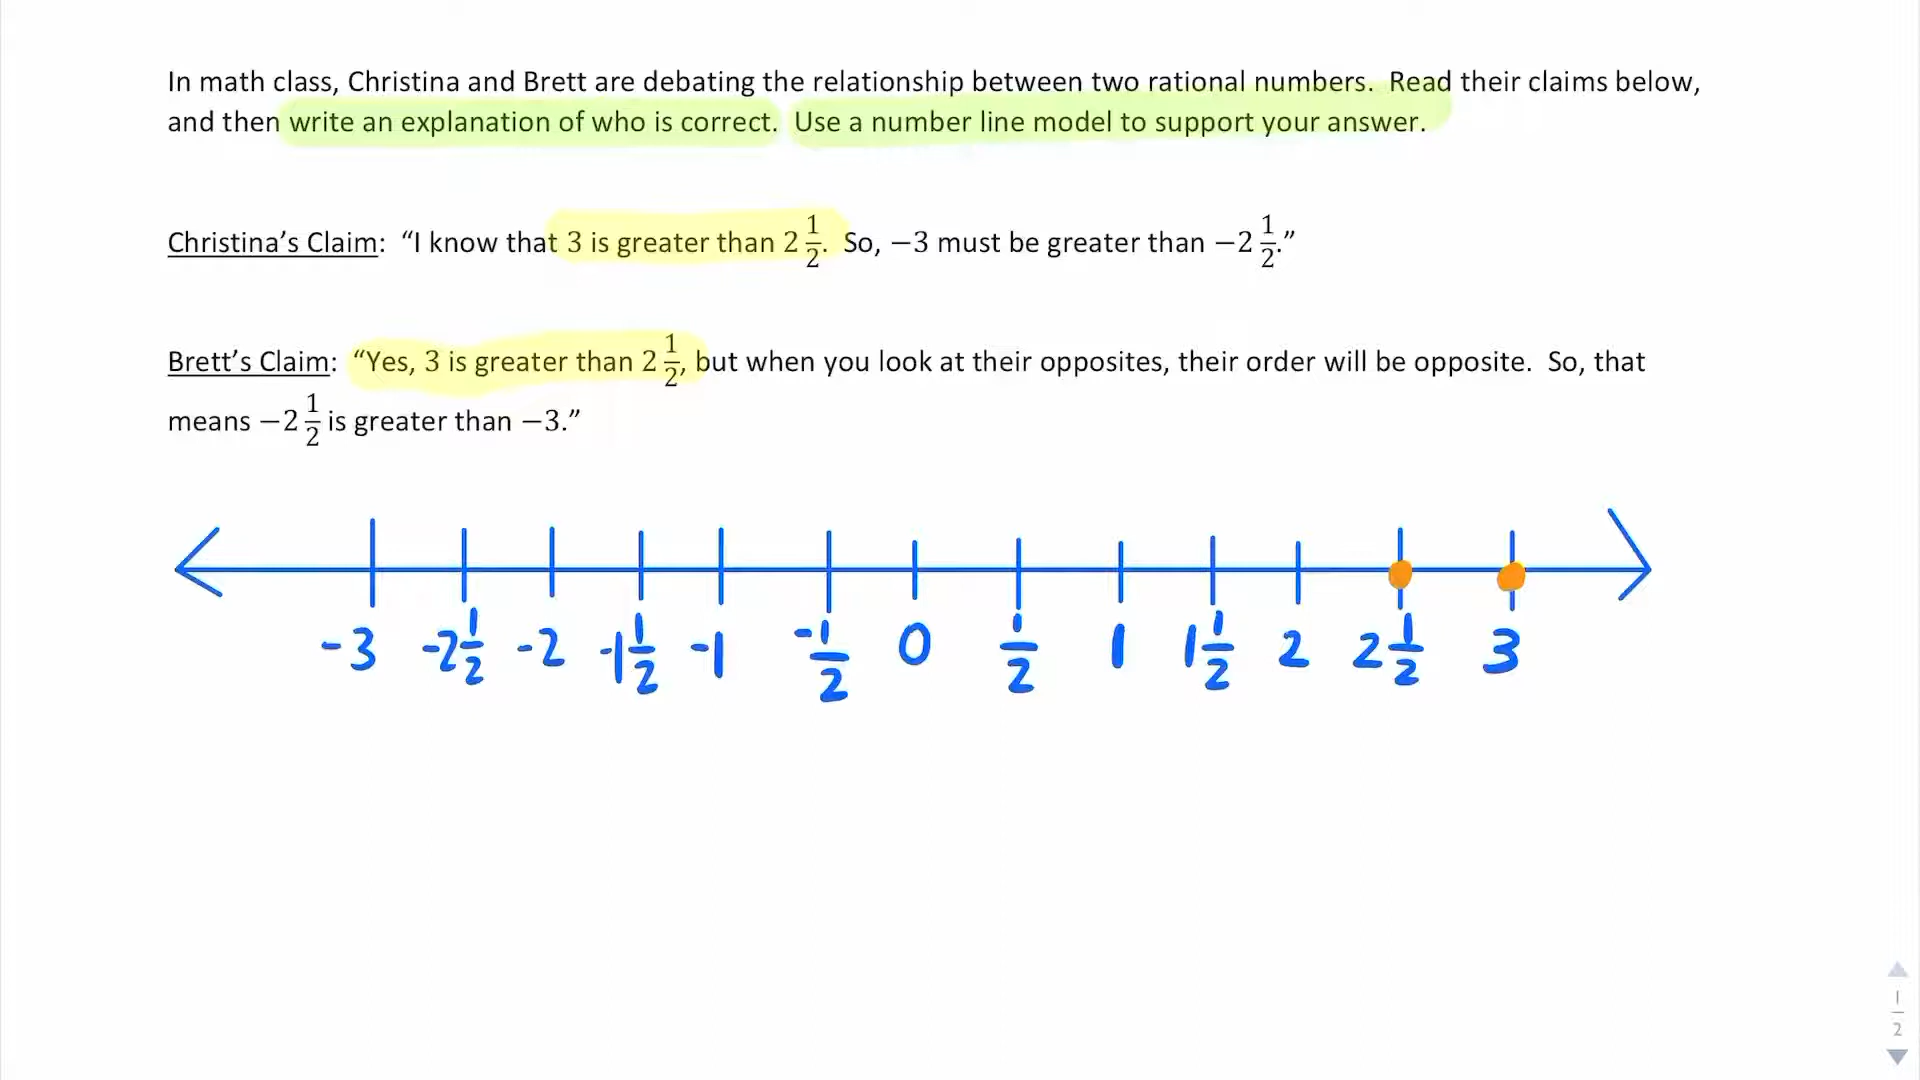 In math class, Christina and Brett are debating the relationship between two rational numbers. Read their claims below,
and then write an explanation of who is correct. Use a number line model to support your answer.
Christina’s Claim: “I know that 3 is greater than 2 1/2. So, −3 must be greater than −2 1/2.”
Brett’s Claim: “Yes, 3 is greater than 2 1/2, but when you look at their opposites, their order will be opposite. So, that
means −2 1/2 is greater than −3.”
-3 -2 1/2 -2 -1 1/2 -1 -1/2 0 1/2 1 1 1/2 2 2 1/2 3
1
2